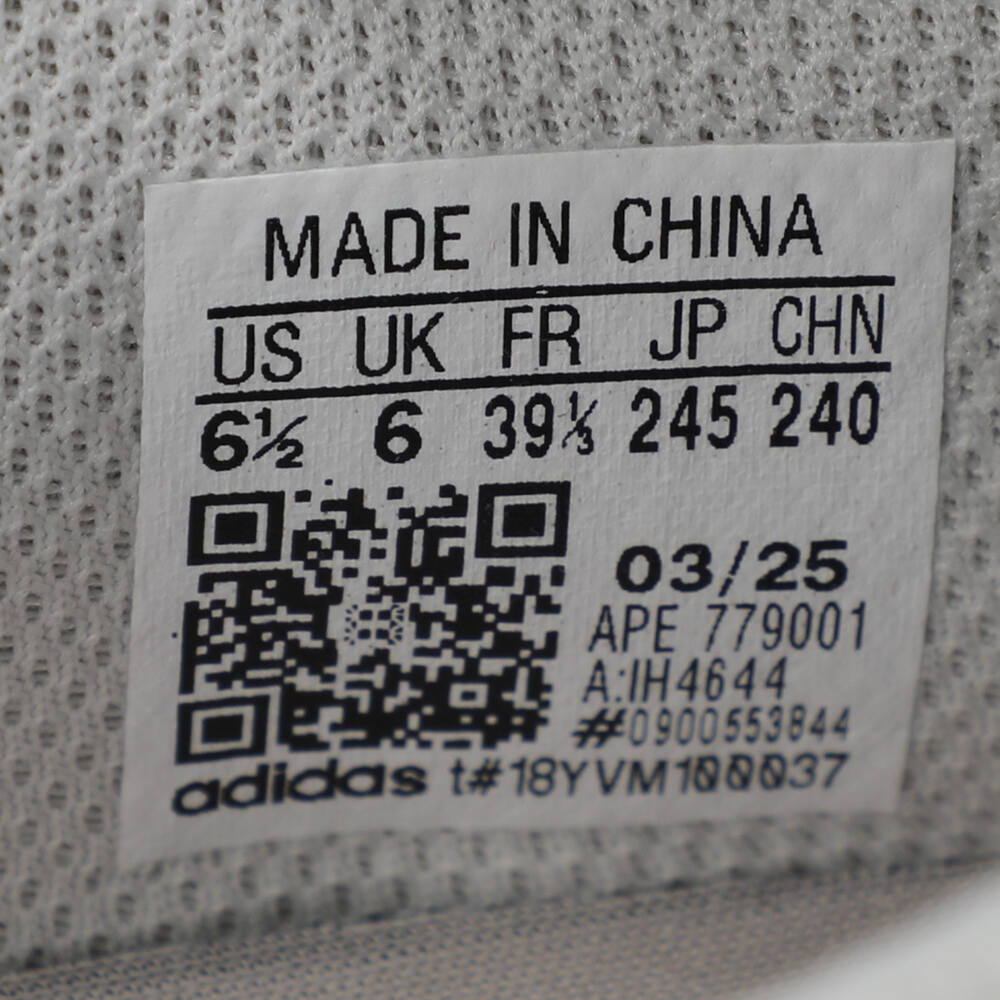 MADE IN CHINA
US UK FR JP CHN
6½ 6 39⅓ 245 240
03/25
APE 779001
A:IH4644
#0900553844
adidas t#18YVM100037